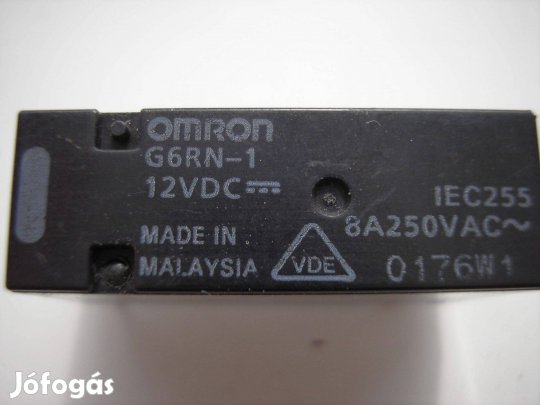 OMRON
G6RN-1
12VDC
IEC255
MADE IN
8A250VAC~
MALAYSIA
VDE
0176W1
Jófogás